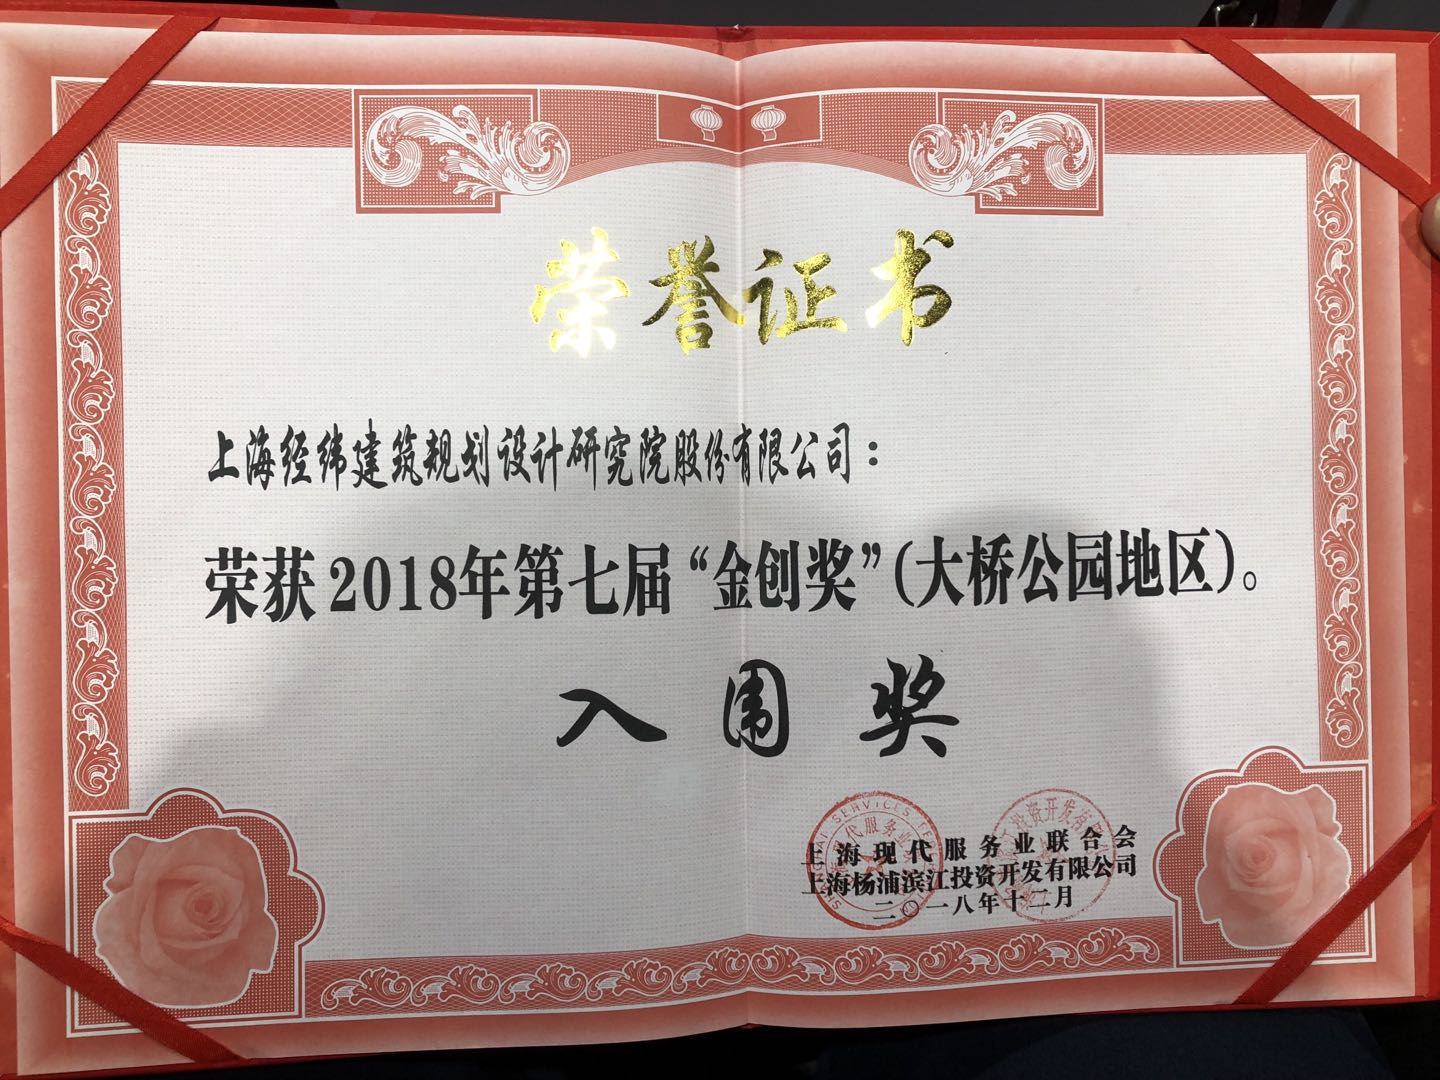 荣誉证书
上海经纬建筑规划设计研究院股份有限公司：
荣获2018年第七届“金创奖”（大桥公园地区）。
入围奖
上海现代服务业联合会
上海杨浦滨江投资开发有限公司
二〇一八年十二月